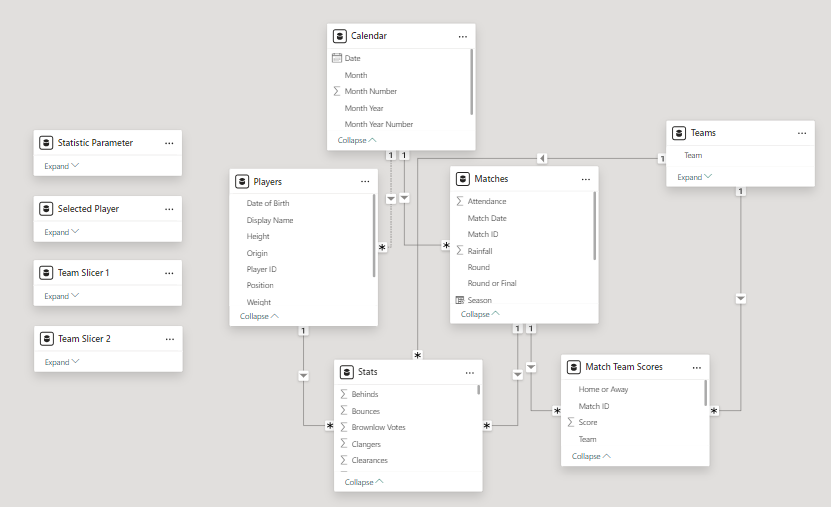 Calendar
Date
Month
Month Number
Month Year
Month Year Number
Collapse
Statistic Parameter
Expand
Selected Player
Expand
Team Slicer 1
Expand
Team Slicer 2
Expand
Players
Date of Birth
Display Name
Height
Origin
Player ID
Position
Weight
Collapse
Matches
Attendance
Match Date
Match ID
Rainfall
Round
Round or Final
Season
Collapse
Teams
Team
Expand
1
1
1
1
*
*
1
1
1
*
*
*
*
Stats
Behinds
Bounces
Brownlow Votes
Clangers
Clearances
Collapse
Match Team Scores
Home or Away
Match ID
Score
Team
Collapse